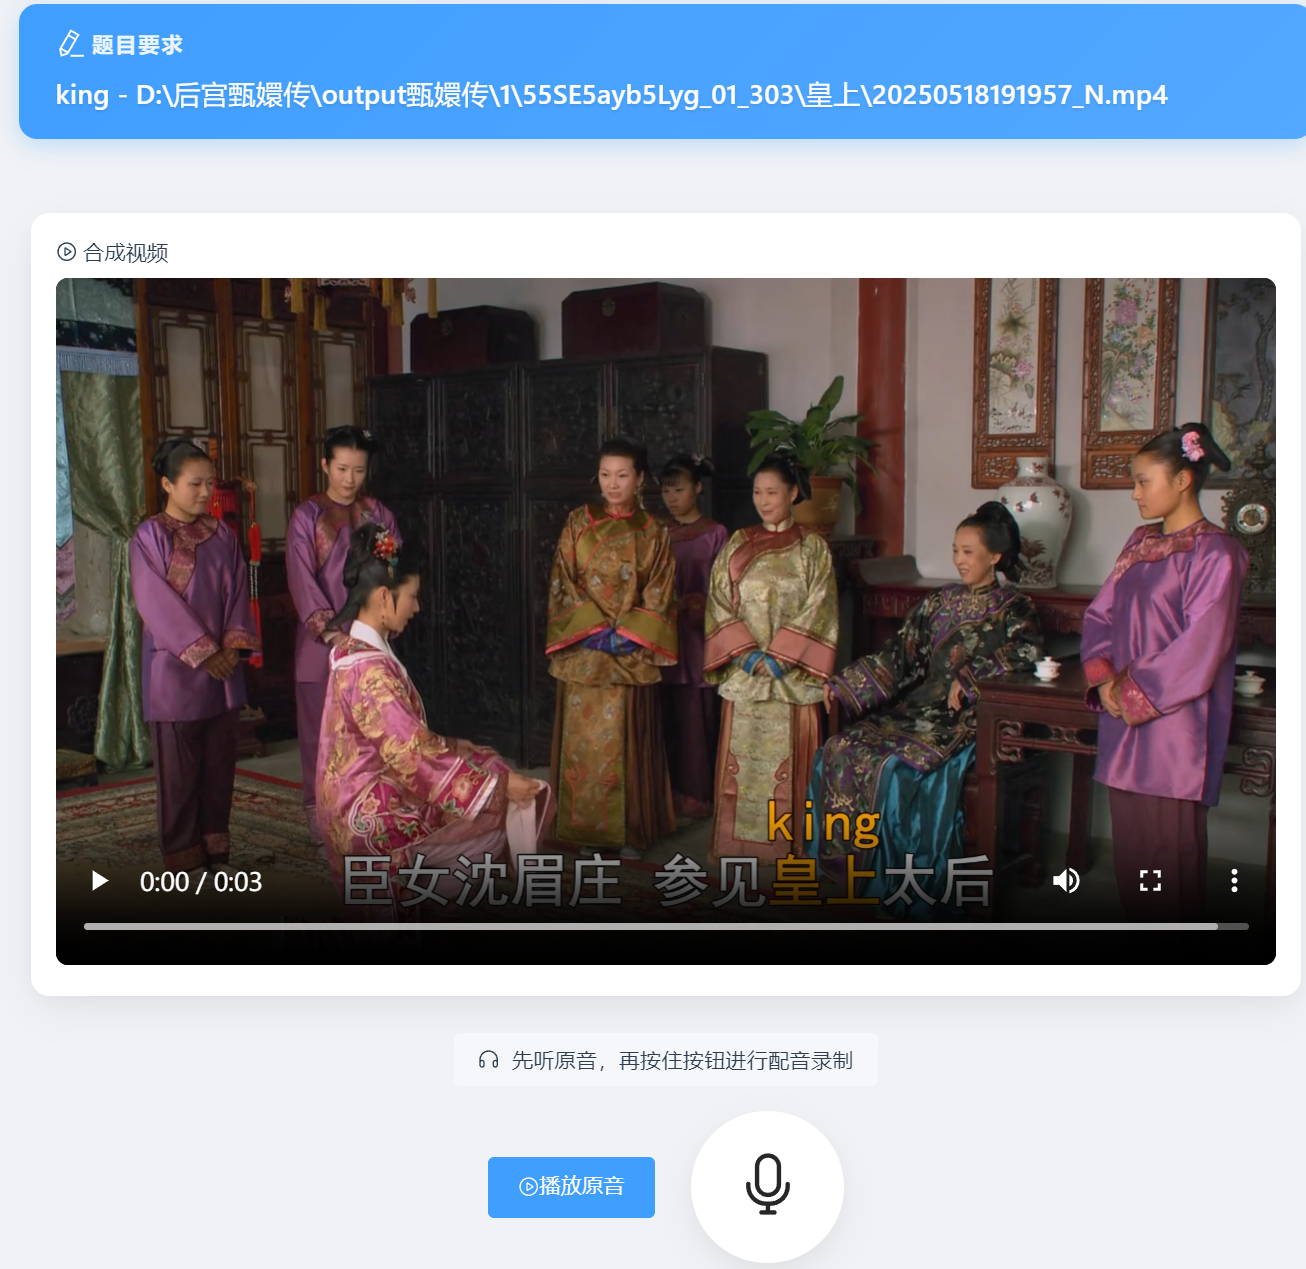 题目要求
king - D:\后宫甄嬛传\output甄嬛传\1\55SE5ayb5Lyg_01_303\皇上\20250518191957_N.mp4
合成视频
king
臣女沈眉庄 参见皇上太后
0:00 / 0:03
先听原音，再按住按钮进行配音录制
播放原音